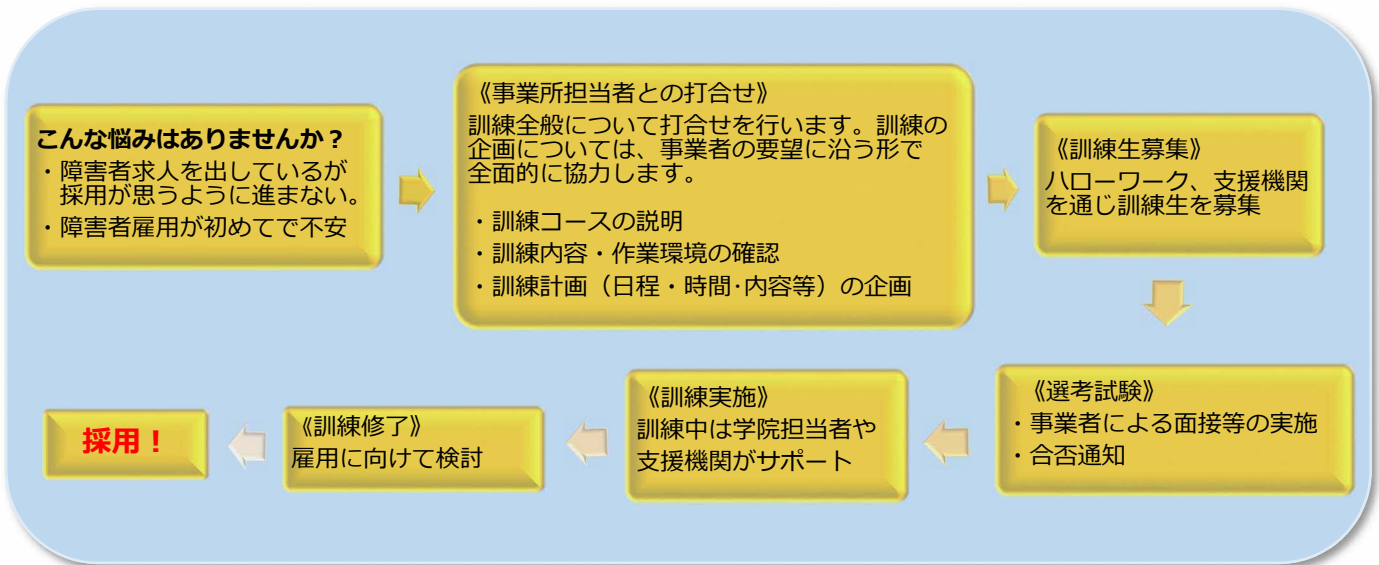 こんな悩みはありませんか？
・障害者求人を出しているが
採用が思うように進まない。
・障害者雇用が初めてで不安
《事業所担当者との打合せ》
訓練全般について打合せを行います。訓練の
企画については、事業者の要望に沿う形で
全面的に協力します。
・訓練コースの説明
・訓練内容・作業環境の確認
・訓練計画（日程・時間･内容等）の企画
《訓練生募集》
ハローワーク、支援機関
を通じ訓練生を募集
《選考試験》
・事業者による面接等の実施
・合否通知
《訓練実施》
訓練中は学院担当者や
支援機関がサポート
《訓練修了》
雇用に向けて検討
採用！